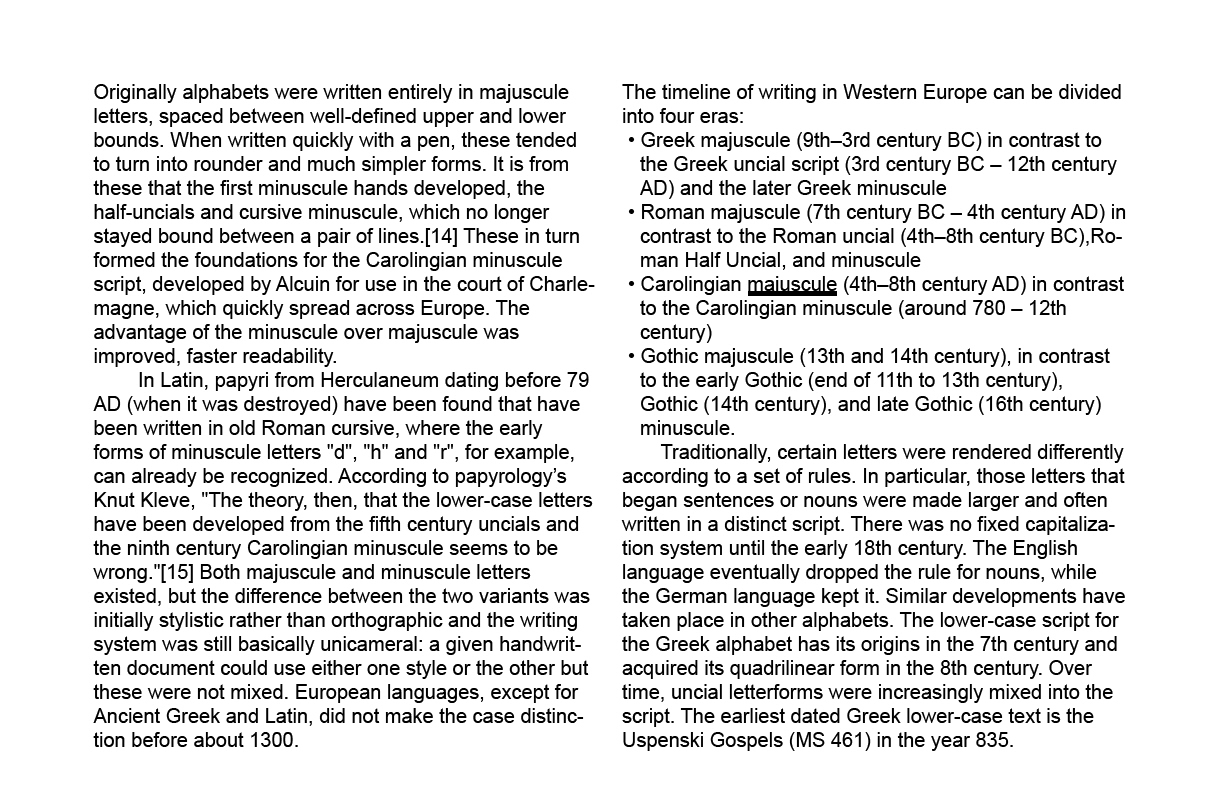 Originally alphabets were written entirely in majuscule
letters, spaced between well-defined upper and lower
bounds. When written quickly with a pen, these tended
to turn into rounder and much simpler forms. It is from
these that the first minuscule hands developed, the
half-uncials and cursive minuscule, which no longer
stayed bound between a pair of lines.[14] These in turn
formed the foundations for the Carolingian minuscule
script, developed by Alcuin for use in the court of Charle-
magne, which quickly spread across Europe. The
advantage of the minuscule over majuscule was
improved, faster readability.
In Latin, papyri from Herculaneum dating before 79
AD (when it was destroyed) have been found that have
been written in old Roman cursive, where the early
forms of minuscule letters "d", "h" and "r", for example,
can already be recognized. According to papyrology’s
Knut Kleve, "The theory, then, that the lower-case letters
have been developed from the fifth century uncials and
the ninth century Carolingian minuscule seems to be
wrong."[15] Both majuscule and minuscule letters
existed, but the difference between the two variants was
initially stylistic rather than orthographic and the writing
system was still basically unicameral: a given handwrit-
ten document could use either one style or the other but
these were not mixed. European languages, except for
Ancient Greek and Latin, did not make the case distinc-
tion before about 1300.
The timeline of writing in Western Europe can be divided
into four eras:
• Greek majuscule (9th–3rd century BC) in contrast to
the Greek uncial script (3rd century BC – 12th century
AD) and the later Greek minuscule
• Roman majuscule (7th century BC – 4th century AD) in
contrast to the Roman uncial (4th–8th century BC),Ro-
man Half Uncial, and minuscule
• Carolingian majuscule (4th–8th century AD) in contrast
to the Carolingian minuscule (around 780 – 12th
century)
• Gothic majuscule (13th and 14th century), in contrast
to the early Gothic (end of 11th to 13th century),
Gothic (14th century), and late Gothic (16th century)
minuscule.
Traditionally, certain letters were rendered differently
according to a set of rules. In particular, those letters that
began sentences or nouns were made larger and often
written in a distinct script. There was no fixed capitaliza-
tion system until the early 18th century. The English
language eventually dropped the rule for nouns, while
the German language kept it. Similar developments have
taken place in other alphabets. The lower-case script for
the Greek alphabet has its origins in the 7th century and
acquired its quadrilinear form in the 8th century. Over
time, uncial letterforms were increasingly mixed into the
script. The earliest dated Greek lower-case text is the
Uspenski Gospels (MS 461) in the year 835.